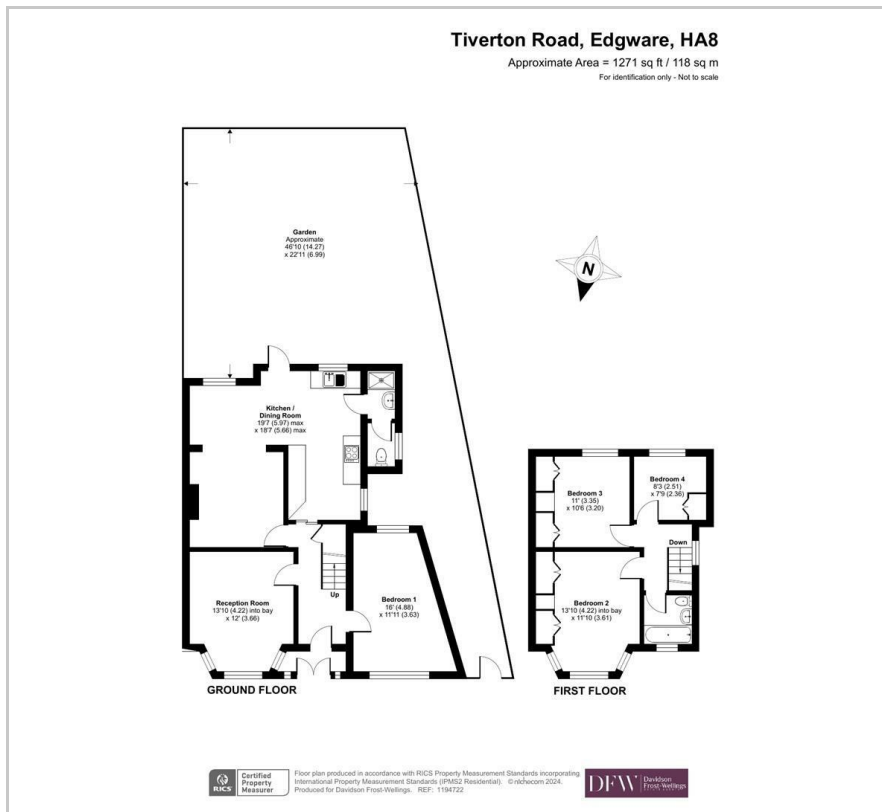 Tiverton Road, Edgware, HA8
Approximate Area = 1271 sq ft / 118 sq m
For identification only - Not to scale
Garden
Approximate
46'10 (14.27)
x 22'11 (6.99)
N
Kitchen /
Dining Room
19'7 (5.97) max
x 18'7 (5.66) max
Reception Room
13'10 (4.22) into bay
x 12' (3.66)
Up
Bedroom 1
16' (4.88)
x 11'11 (3.63)
GROUND FLOOR
Bedroom 3
11' (3.35)
x 10'6 (3.20)
Bedroom 4
8'3 (2.51)
x 7'9 (2.36)
Down
Bedroom 2
13'10 (4.22) into bay
x 11'10 (3.61)
FIRST FLOOR
RICS
Certified
Property
Measurer
Floor plan produced in accordance with RICS Property Measurement Standards incorporating
International Property Measurement Standards (IPMS2 Residential). © nichecom 2024.
Produced for Davidson Frost-Wellings. REF: 1194722
DFW
Davidson
Frost-Wellings